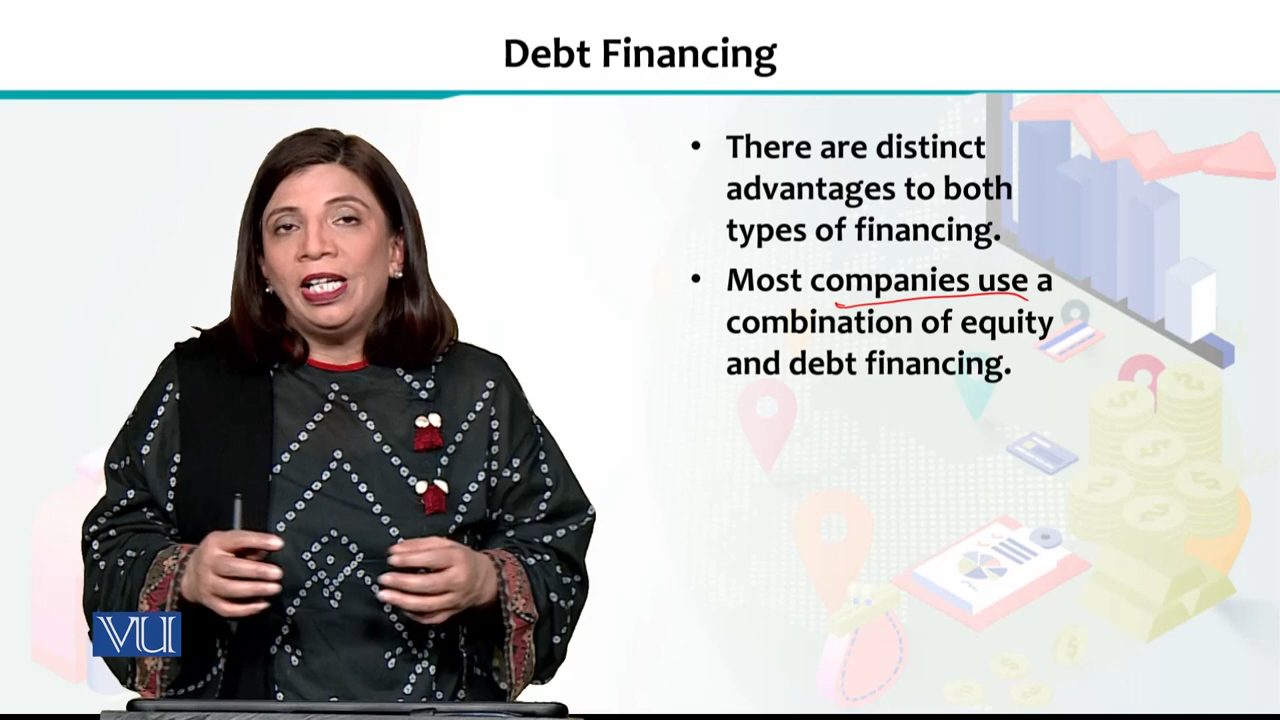 Debt Financing
• There are distinct
advantages to both
types of financing.
• Most companies use a
combination of equity
and debt financing.
VU